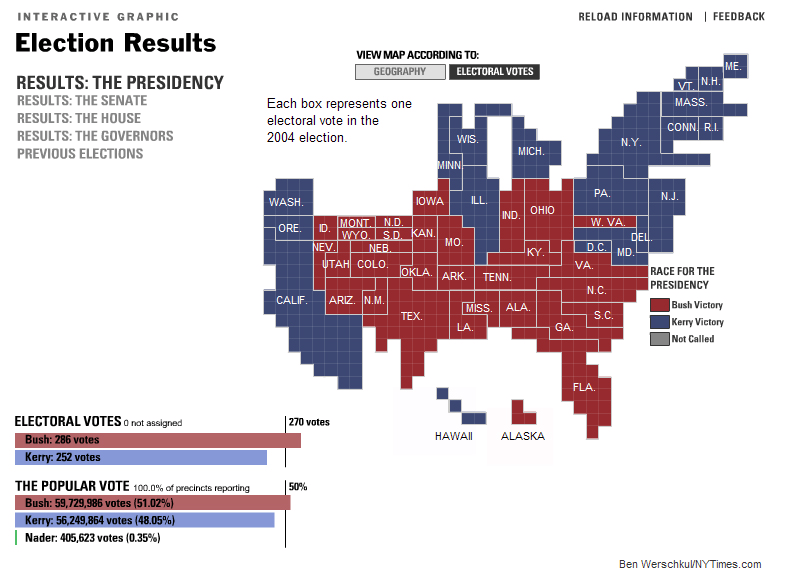 INTERACTIVE GRAPHIC
RELOAD INFORMATION | FEEDBACK
Election Results
VIEW MAP ACCORDING TO:
GEOGRAPHY
ELECTORAL VOTES
RESULTS: THE PRESIDENCY
RESULTS: THE SENATE
RESULTS: THE HOUSE
RESULTS: THE GOVERNORS
PREVIOUS ELECTIONS
Each box represents one
electoral vote in the
2004 election.
ME.
VT. N.H.
MASS.
CONN. R.I.
N.Y.
WIS.
MICH.
MINN.
WASH.
IOWA
ILL.
PA.
N.J.
IND.
OHIO
ORE.
ID.
MONT.
N.D.
W. VA.
WYO.
S.D.
KAN.
MO.
DEL.
NEV.
NEB.
D.C.
MD.
KY.
UTAH
COLO.
OKLA.
ARK.
TENN.
VA.
N.C.
CALIF.
ARIZ.
N.M.
TEX.
MISS.
ALA.
S.C.
LA.
GA.
FLA.
HAWAII
ALASKA
RACE FOR THE
PRESIDENCY
Bush Victory
Kerry Victory
Not Called
ELECTORAL VOTES 0 not assigned
270 votes
Bush: 286 votes
Kerry: 252 votes
THE POPULAR VOTE 100.0% of precincts reporting
50%
Bush: 59,729,986 votes (51.02%)
Kerry: 56,249,864 votes (48.05%)
Nader: 405,623 votes (0.35%)
Ben Werschkul/NYTimes.com